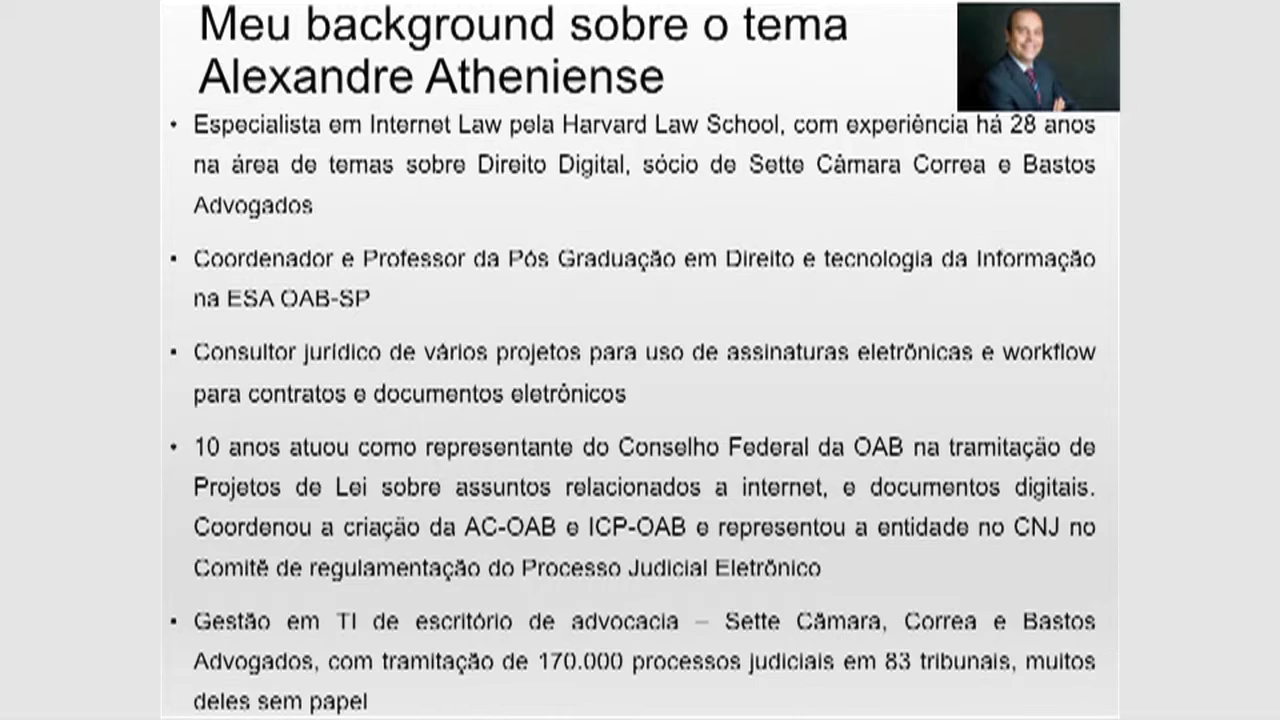 Meu background sobre o tema
Alexandre Atheniense
• Especialista em Internet Law pela Harvard Law School, com experiência há 28 anos
na área de temas sobre Direito Digital, sócio de Sette Câmara Correa e Bastos
Advogados
• Coordenador e Professor da Pós Graduação em Direito e tecnologia da Informação
na ESA OAB-SP
• Consultor jurídico de vários projetos para uso de assinaturas eletrônicas e workflow
para contratos e documentos eletrônicos
• 10 anos atuou como representante do Conselho Federal da OAB na tramitação de
Projetos de Lei sobre assuntos relacionados a internet, e documentos digitais.
Coordenou a criação da AC-OAB e ICP-OAB e representou a entidade no CNJ no
Comitê de regulamentação do Processo Judicial Eletrônico
• Gestão em TI de escritório de advocacia – Sette Câmara, Correa e Bastos
Advogados, com tramitação de 170.000 processos judiciais em 83 tribunais, muitos
deles sem papel